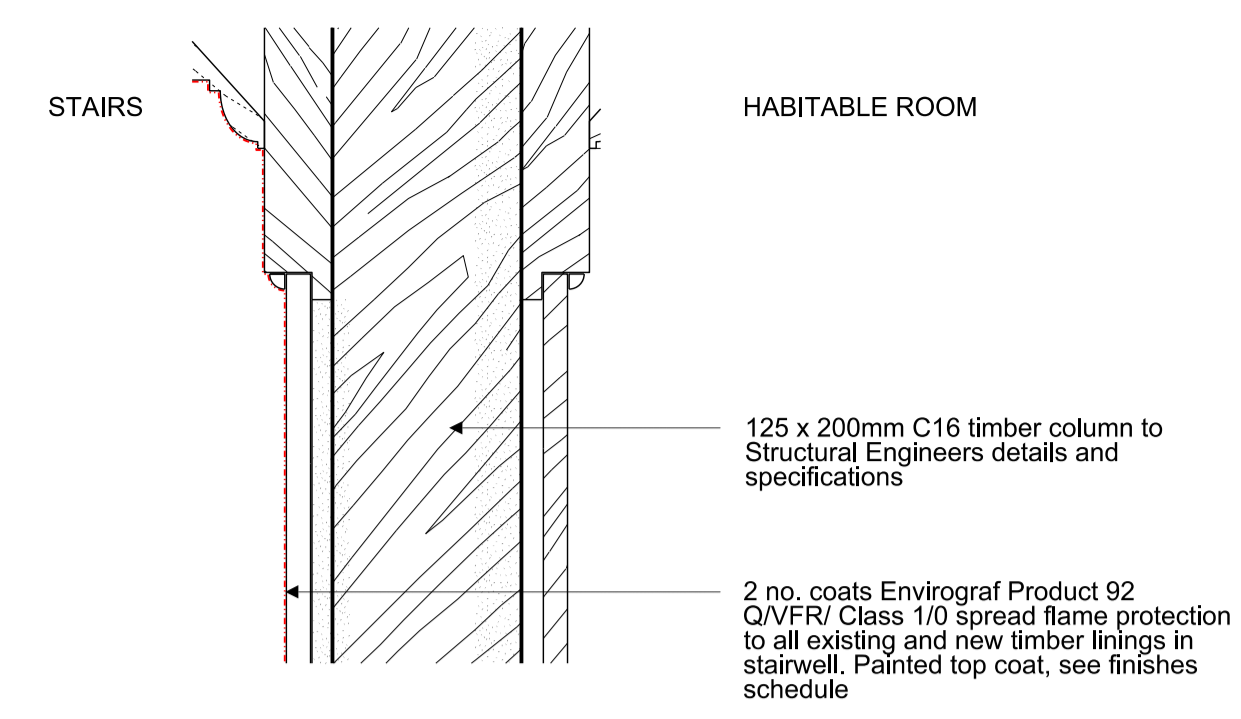 STAIRS
HABITABLE ROOM
125 x 200mm C16 timber column to
Structural Engineers details and
specifications
2 no. coats Envirograf Product 92
Q/VFR/ Class 1/0 spread flame protection
to all existing and new timber linings in
stairwell. Painted top coat, see finishes
schedule